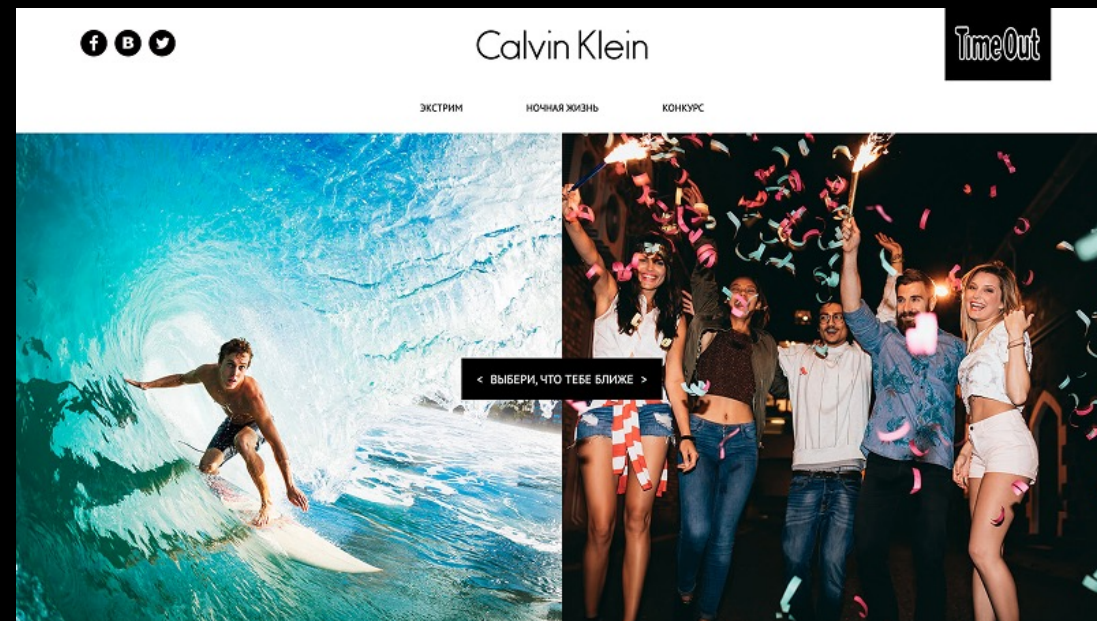 Calvin Klein
TimeOut
ЭКСТРИМ
НОЧНАЯ ЖИЗНЬ
КОНКУРС
< ВЫБЕРИ, ЧТО ТЕБЕ БЛИЖЕ >